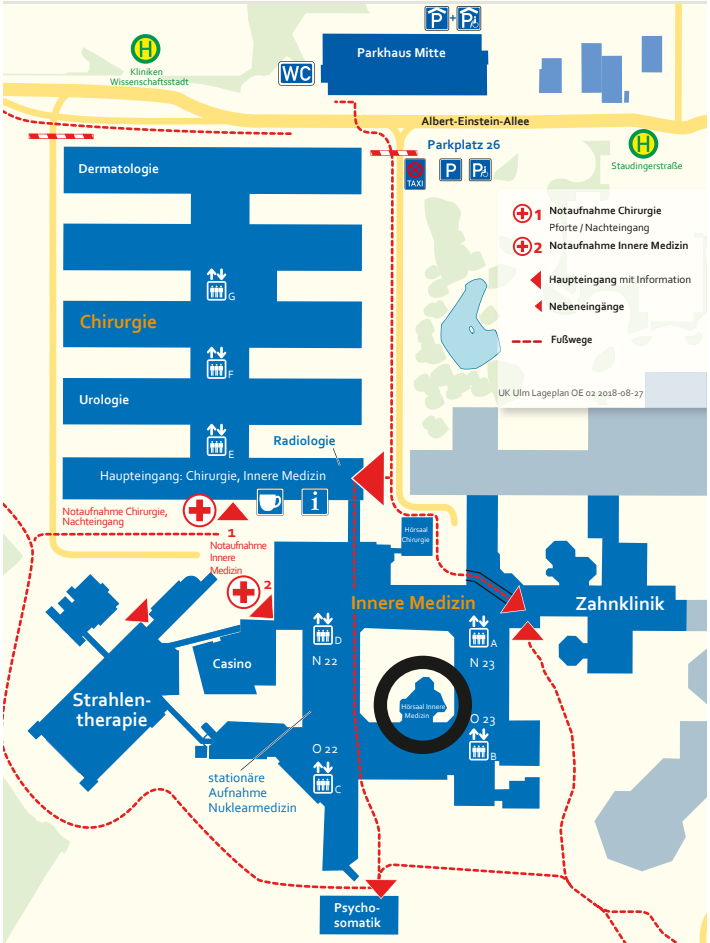 P + P
Parkhaus Mitte
WC
H
Kliniken
Wissenschaftsstadt
Albert-Einstein-Allee
Parkplatz 26
TAXI
P
P
H
Staudingerstraße
Dermatologie
1 Notaufnahme Chirurgie
Pforte / Nachteingang
2 Notaufnahme Innere Medizin
Haupteingang mit Information
Nebeneingänge
Fußwege
UK Ulm Lageplan OE 02 2018-08-27
G
Chirurgie
F
Urologie
E
Radiologie
Haupteingang: Chirurgie, Innere Medizin
i
Notaufnahme Chirurgie,
Nachteingang
1
Notaufnahme
Innere
Medizin
2
Hörsaal
Chirurgie
Innere Medizin
Zahnklinik
D
N 22
A
N 23
Casino
Strahlen-
therapie
Hörsaal Innere
Medizin
O 23
B
O 22
C
stationäre
Aufnahme
Nuklearmedizin
Psycho-
somatik